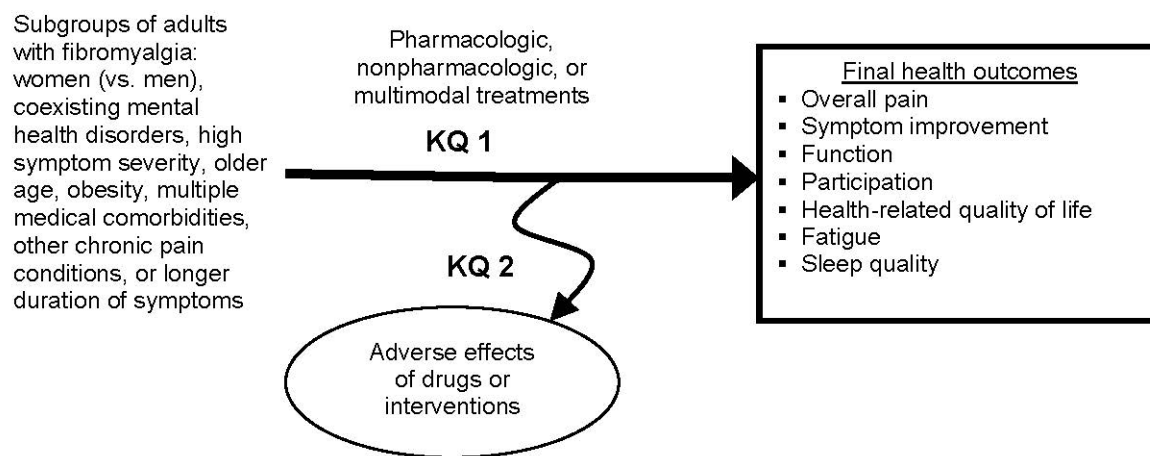 Subgroups of adults
with fibromyalgia:
women (vs. men),
coexisting mental
health disorders, high
symptom severity, older
age, obesity, multiple
medical comorbidities,
other chronic pain
conditions, or longer
duration of symptoms
Pharmacologic,
nonpharmacologic, or
multimodal treatments
KQ 1
KQ 2
Adverse effects
of drugs or
interventions
Final health outcomes
▪ Overall pain
▪ Symptom improvement
▪ Function
▪ Participation
▪ Health-related quality of life
▪ Fatigue
▪ Sleep quality